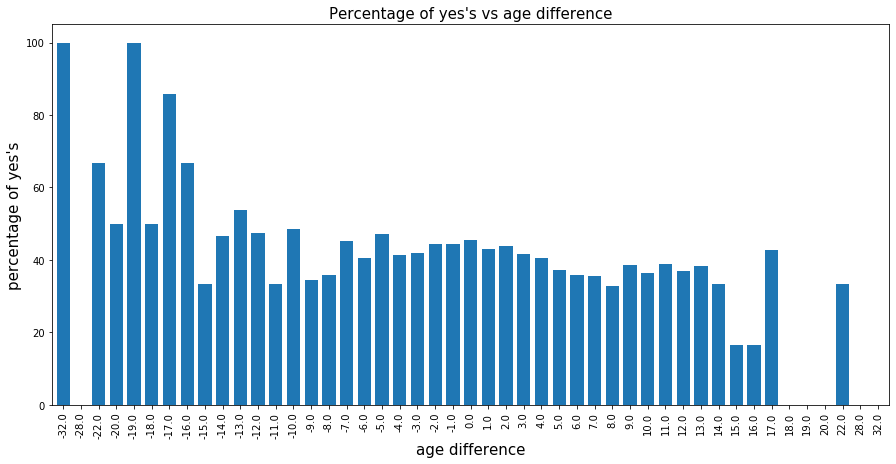 Percentage of yes's vs age difference
percentage of yes's
100
80
60
40
20
0
-32.0 -28.0 -22.0 -20.0 -19.0 -18.0 -17.0 -16.0 -15.0 -14.0 -13.0 -12.0 -11.0 -10.0 -9.0 -8.0 -7.0 -6.0 -5.0 -4.0 -3.0 -2.0 -1.0 0.0 1.0 2.0 3.0 4.0 5.0 6.0 7.0 8.0 9.0 10.0 11.0 12.0 13.0 14.0 15.0 16.0 17.0 18.0 19.0 20.0 22.0 28.0 32.0
age difference